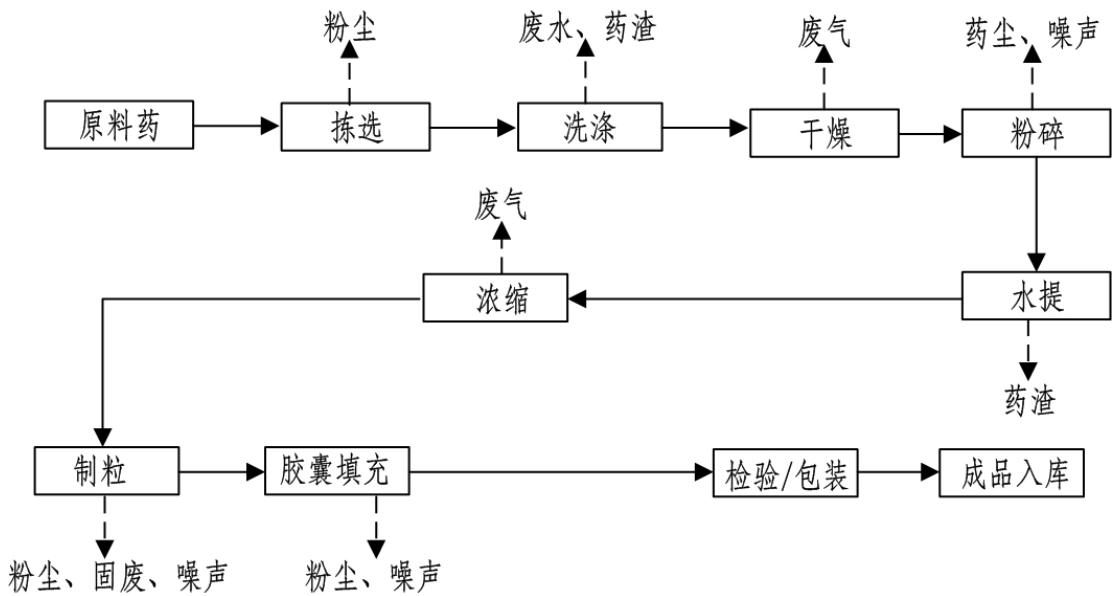 粉尘
废水、药渣
废气
药尘、噪声
原料药
拣选
洗涤
干燥
粉碎
废气
浓缩
水提
药渣
制粒
胶囊填充
检验/包装
成品入库
粉尘、固废、噪声
粉尘、噪声